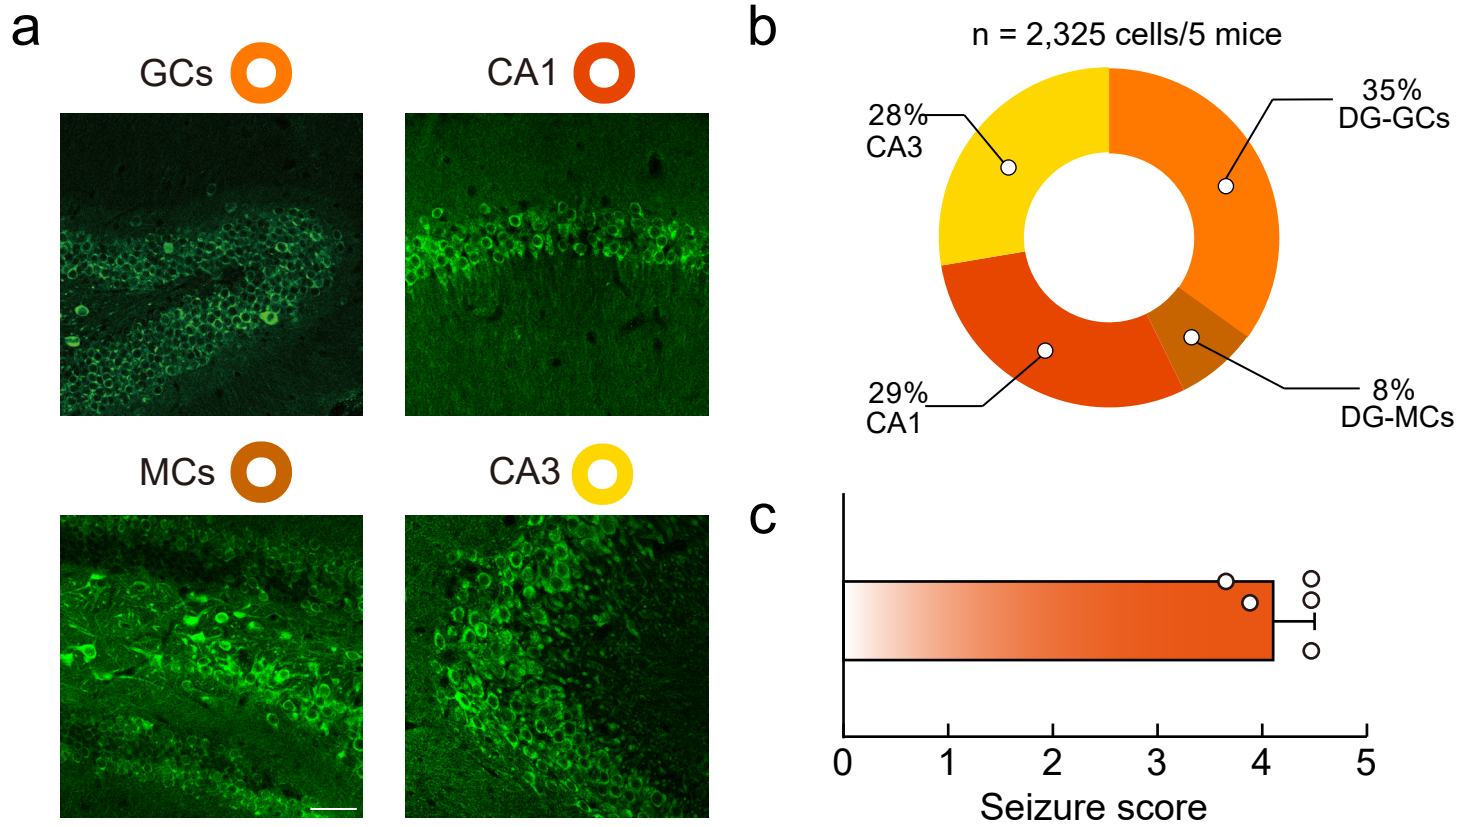 a
GCs
CA1
MCs
CA3
b
n = 2,325 cells/5 mice
28%
CA3
35%
DG-GCs
29%
CA1
8%
DG-MCs
c
0 1 2 3 4 5
Seizure score